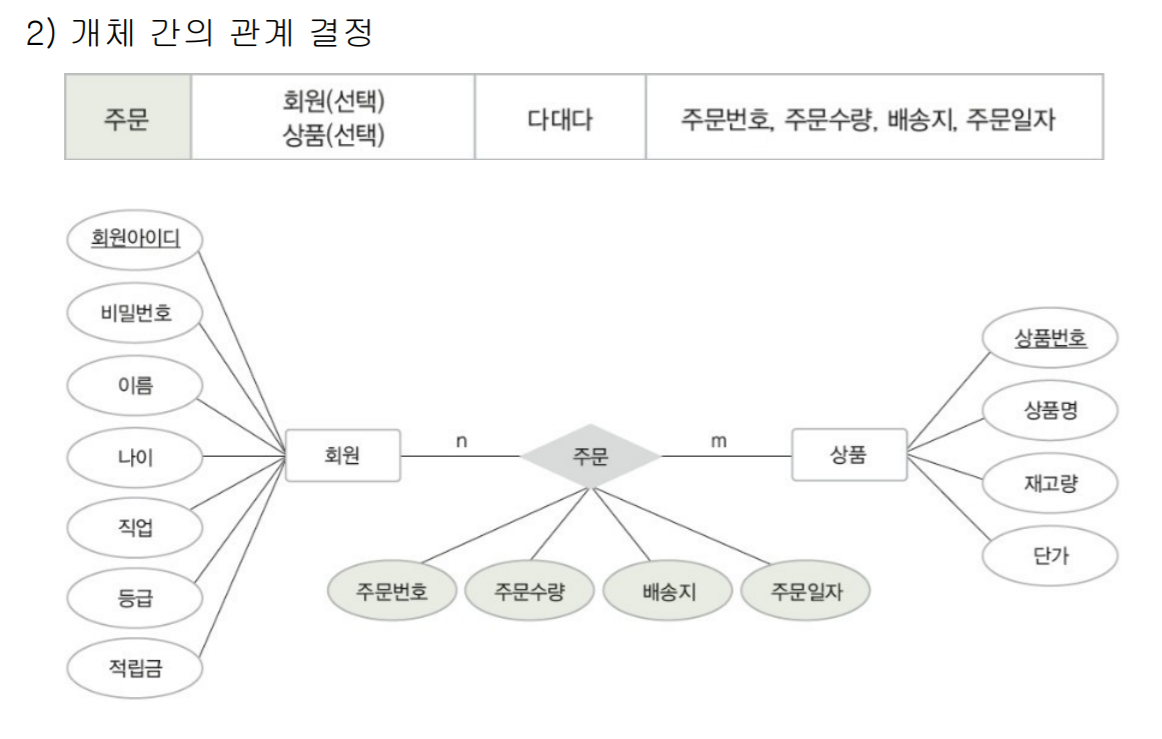 2) 개체 간의 관계 결정
주문
회원(선택)
상품(선택)
다대다
주문번호, 주문수량, 배송지, 주문일자
회원아이디
비밀번호
이름
나이
직업
등급
적립금
회원
n
주문
m
상품
상품번호
상품명
재고량
단가
주문번호
주문수량
배송지
주문일자